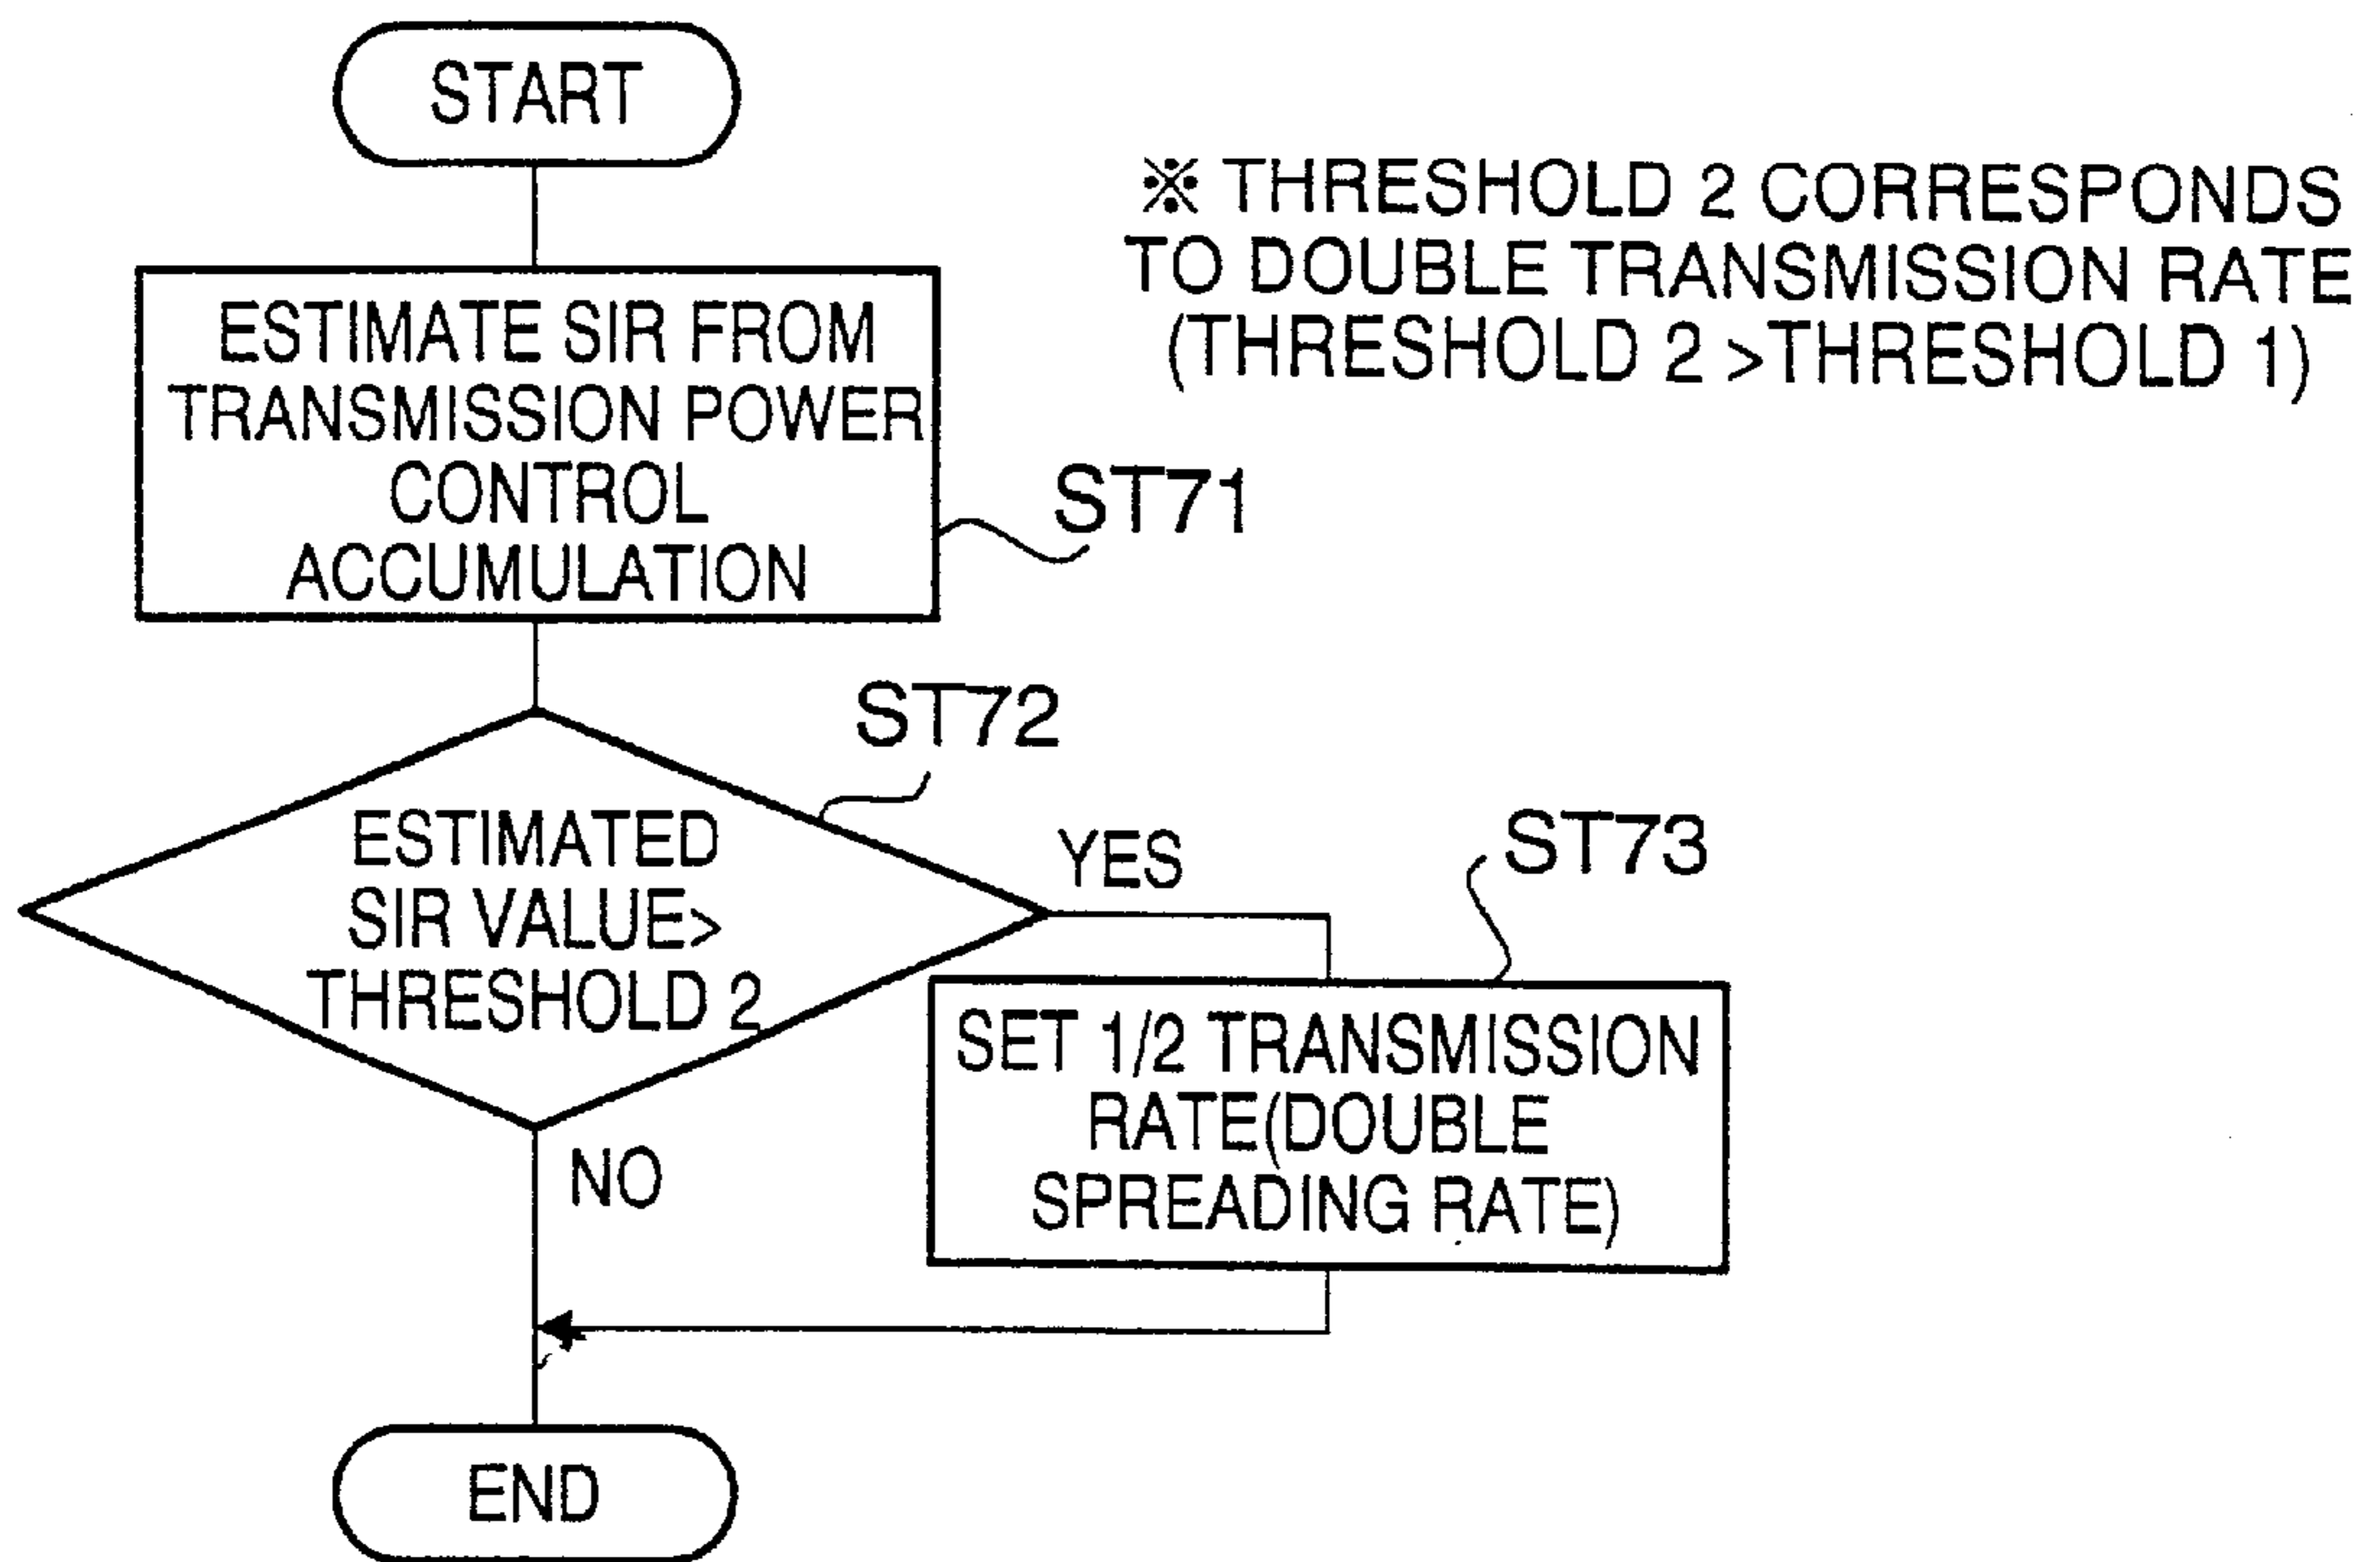 START
※ THRESHOLD 2 CORRESPONDS
TO DOUBLE TRANSMISSION RATE
(THRESHOLD 2 >THRESHOLD 1)
ESTIMATE SIR FROM
TRANSMISSION POWER
CONTROL
ACCUMULATION
ST71
ST72
ESTIMATED
SIR VALUE>
THRESHOLD 2
YES
ST73
SET 1/2 TRANSMISSION
RATE(DOUBLE
SPREADING RATE)
NO
END